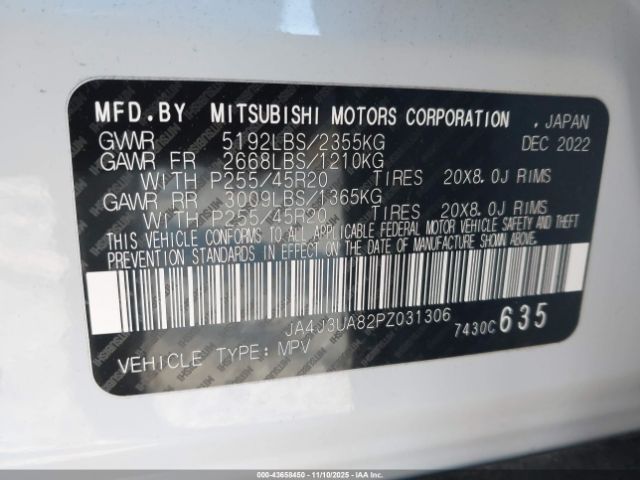 MFD.BY MITSUBISHI MOTORS CORPORATION . JAPAN
GVWR 5192LBS/2355KG DEC 2022
GAWR FR 2668LBS/1210KG
WITH P255/45R20 TIRES 20X8.0J RIMS
GAWR RR 3009LBS/1365KG
WITH P255/45R20 TIRES 20X8.0J RIMS
THIS VEHICLE CONFORMS TO ALL APPLICABLE FEDERAL MOTOR VEHICLE SAFETY AND THEFT
PREVENTION STANDARDS IN EFFECT ON THE DATE OF MANUFACTURE SHOWN ABOVE.
JA4J3UA82PZ031306 7430C 635
VEHICLE TYPE: MPV
000-43658450 - 11/10/2025 - IAAI.COM